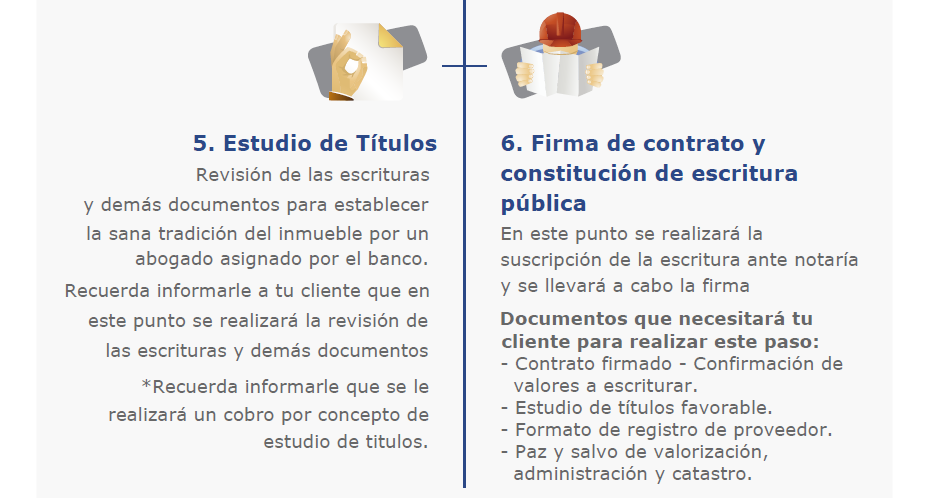 5. Estudio de Títulos
Revisión de las escrituras
y demás documentos para establecer
la sana tradición del inmueble por un
abogado asignado por el banco.
Recuerda informarle a tu cliente que en
este punto se realizará la revisión de
las escrituras y demás documentos
*Recuerda informarle que se le
realizará un cobro por concepto de
estudio de titulos.
6. Firma de contrato y
constitución de escritura
pública
En este punto se realizará la
suscripción de la escritura ante notaría
y se llevará a cabo la firma
Documentos que necesitará tu
cliente para realizar este paso:
- Contrato firmado - Confirmación de
valores a escriturar.
- Estudio de títulos favorable.
- Formato de registro de proveedor.
- Paz y salvo de valorización,
administración y catastro.